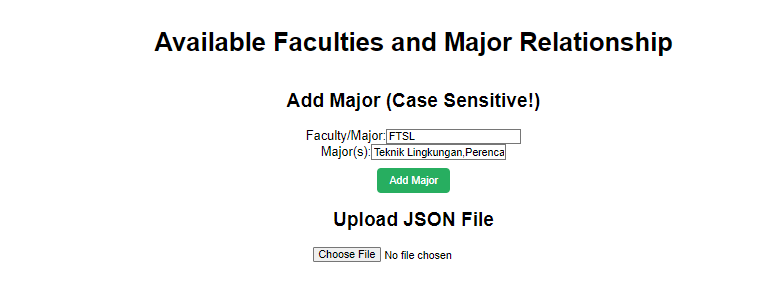 Available Faculties and Major Relationship
Add Major (Case Sensitive!)
Faculty/Major:FTSL
Major(s):Teknik Lingkungan,Perenca
Add Major
Upload JSON File
Choose File No file chosen